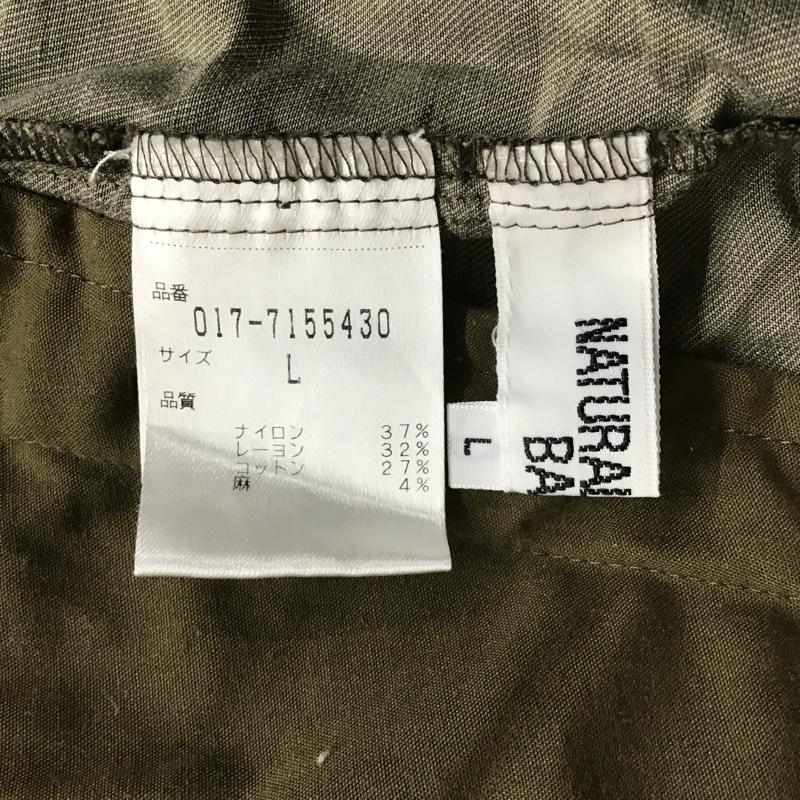 品番
017-7155430
サイズ
L
品質
ナイロン 37%
レーヨン 32%
コットン 27%
麻 4%
L
NATURAL
BA